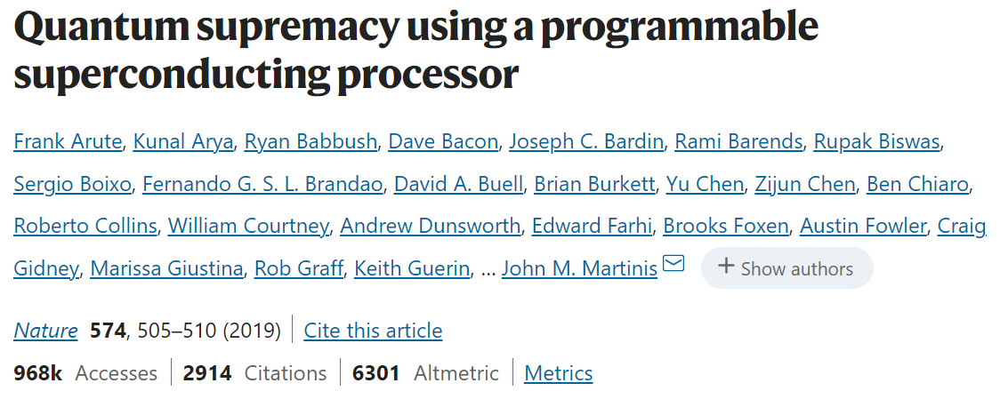 Quantum supremacy using a programmable
superconducting processor
Frank Arute, Kunal Arya, Ryan Babbush, Dave Bacon, Joseph C. Bardin, Rami Barends, Rupak Biswas,
Sergio Boixo, Fernando G. S. L. Brandao, David A. Buell, Brian Burkett, Yu Chen, Zijun Chen, Ben Chiaro,
Roberto Collins, William Courtney, Andrew Dunsworth, Edward Farhi, Brooks Foxen, Austin Fowler, Craig
Gidney, Marissa Giustina, Rob Graff, Keith Guerin, … John M. Martinis + Show authors
Nature 574, 505–510 (2019) | Cite this article
968k Accesses | 2914 Citations | 6301 Altmetric | Metrics